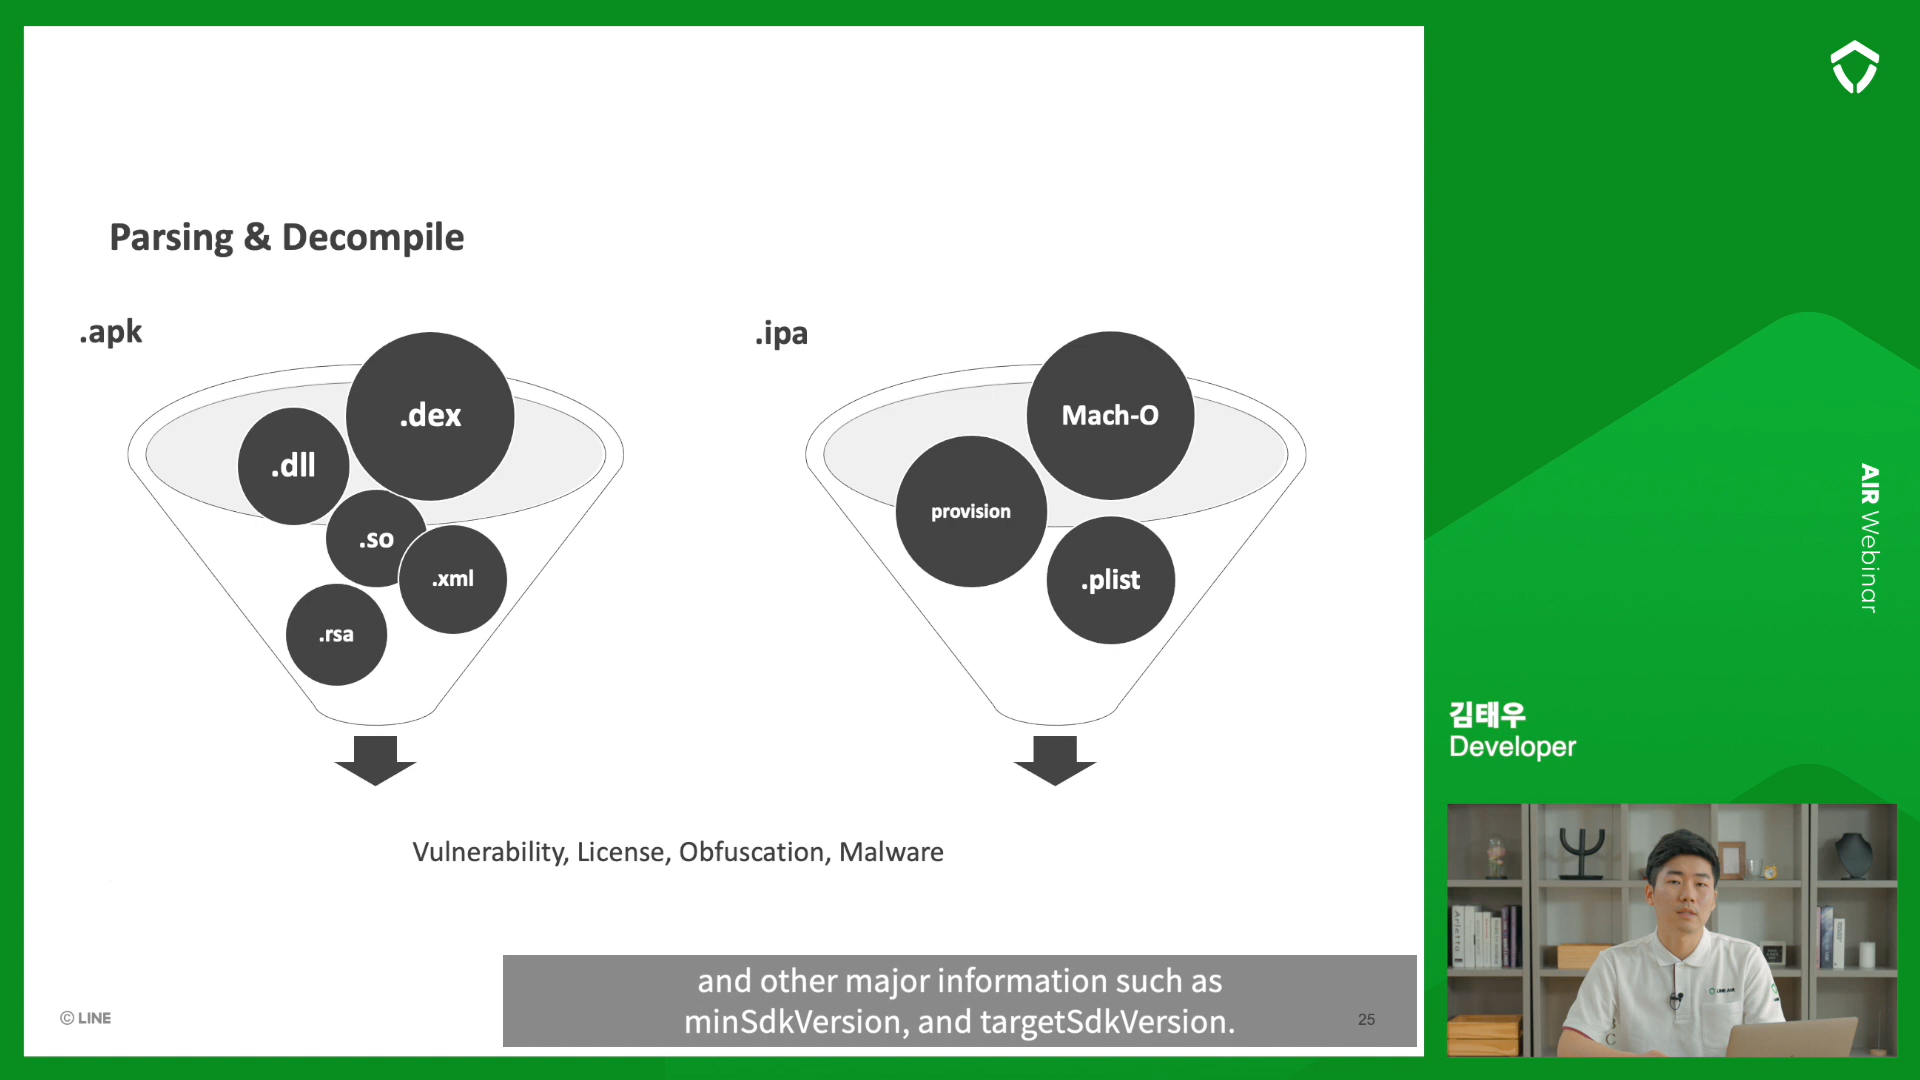 Parsing & Decompile
.apk
.dex
.dll
.so
.xml
.rsa
.ipa
Mach-O
provision
.plist
Vulnerability, License, Obfuscation, Malware
and other major information such as
minSdkVersion, and targetSdkVersion.
© LINE
25
AIR Webinar
김태우
Developer
Arletta